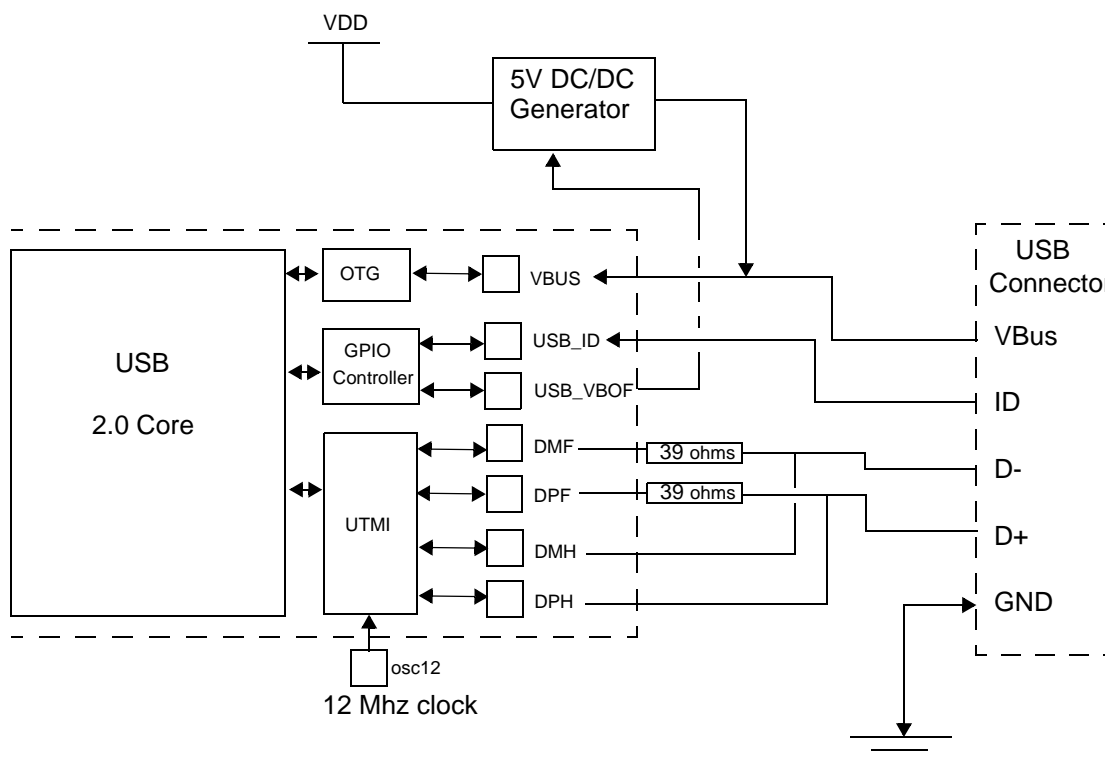 VDD
5V DC/DC
Generator
USB
2.0 Core
OTG
VBUS
GPIO
Controller
USB_ID
USB_VBOF
UTMI
DMF
39 ohms
DPF
39 ohms
DMH
DPH
osc12
12 Mhz clock
USB
Connector
VBus
ID
D-
D+
GND